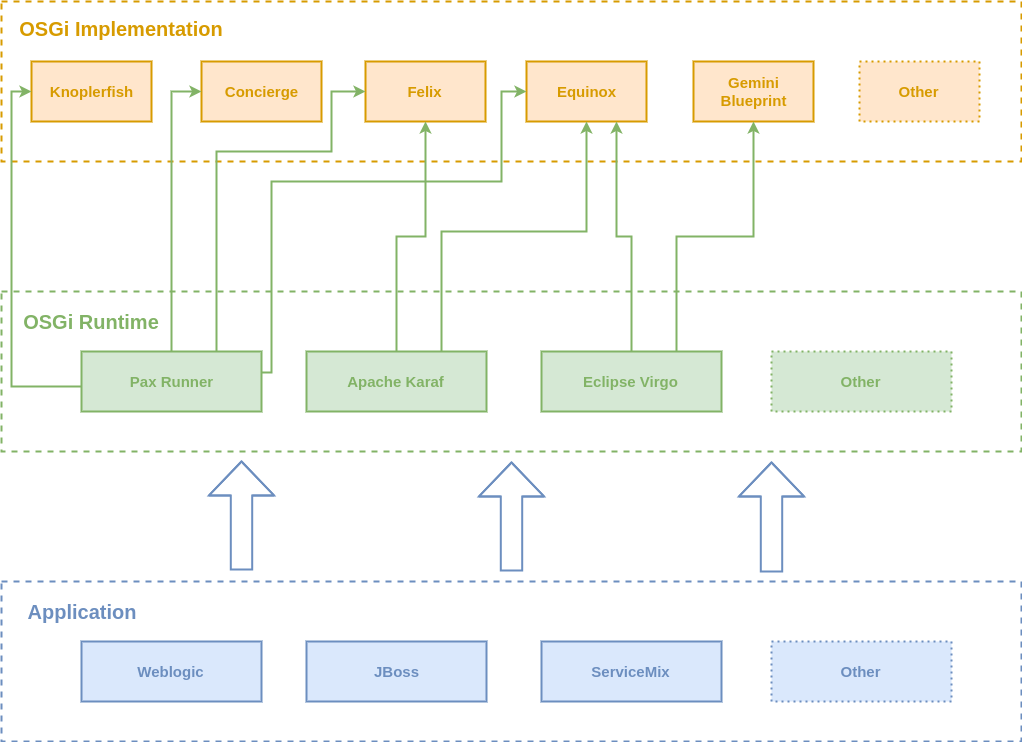 OSGi Implementation
Knoplerfish
Concierge
Felix
Equinox
Gemini
Blueprint
Other
OSGi Runtime
Pax Runner
Apache Karaf
Eclipse Virgo
Other
Application
Weblogic
JBoss
ServiceMix
Other